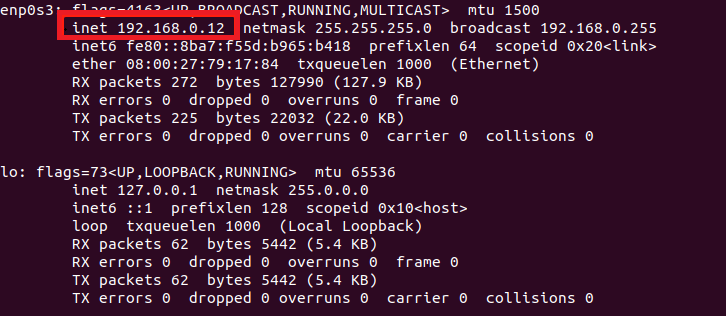 enp0s3: flags=4163<UP,BROADCAST,RUNNING,MULTICAST>  mtu 1500
        inet 192.168.0.12  netmask 255.255.255.0  broadcast 192.168.0.255
        inet6 fe80::8ba7:f55d:b965:b418  prefixlen 64  scopeid 0x20<link>
        ether 08:00:27:79:17:84  txqueuelen 1000  (Ethernet)
        RX packets 272  bytes 127990 (127.9 KB)
        RX errors 0  dropped 0  overruns 0  frame 0
        TX packets 225  bytes 22032 (22.0 KB)
        TX errors 0  dropped 0 overruns 0  carrier 0  collisions 0

lo: flags=73<UP,LOOPBACK,RUNNING>  mtu 65536
        inet 127.0.0.1  netmask 255.0.0.0
        inet6 ::1  prefixlen 128  scopeid 0x10<host>
        loop  txqueuelen 1000  (Local Loopback)
        RX packets 62  bytes 5442 (5.4 KB)
        RX errors 0  dropped 0  overruns 0  frame 0
        TX packets 62  bytes 5442 (5.4 KB)
        TX errors 0  dropped 0 overruns 0  carrier 0  collisions 0